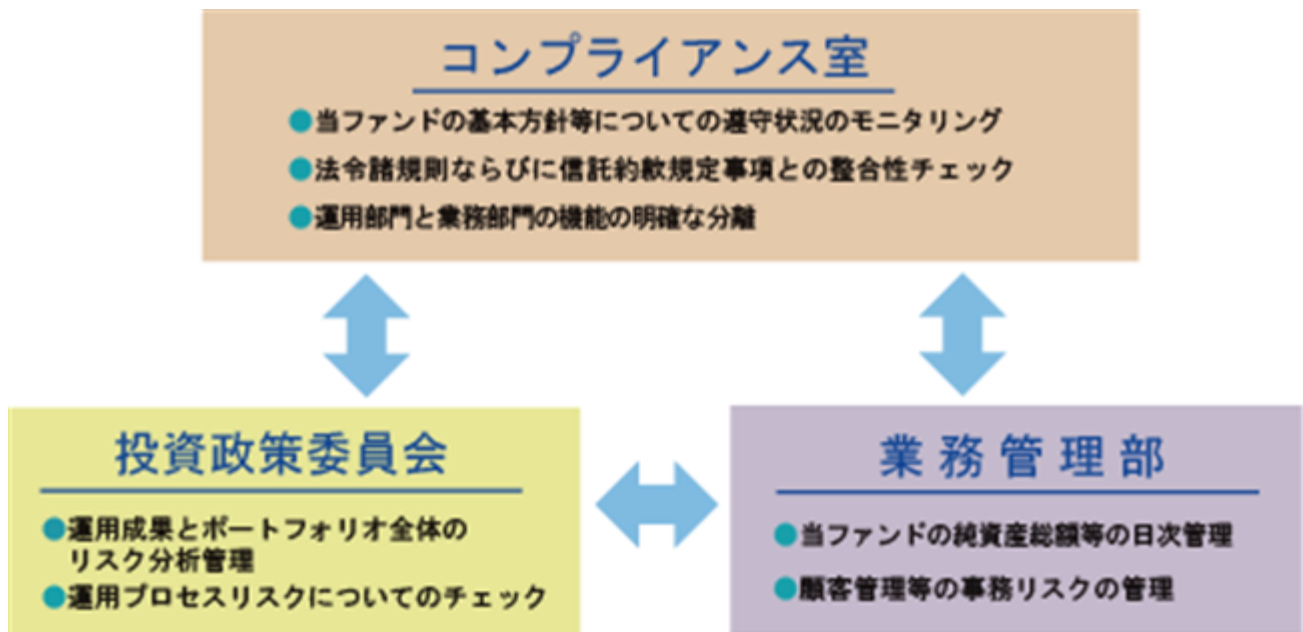 コンプライアンス室
●当ファンドの基本方針等についての遵守状況のモニタリング
●法令諸規則ならびに信託約款規定事項との整合性チェック
●運用部門と業務部門の機能の明確な分離
投資政策委員会
●運用成果とポートフォリオ全体の
リスク分析管理
●運用プロセスリスクについてのチェック
業務管理部
●当ファンドの純資産総額等の日次管理
●顧客管理等の事務リスクの管理